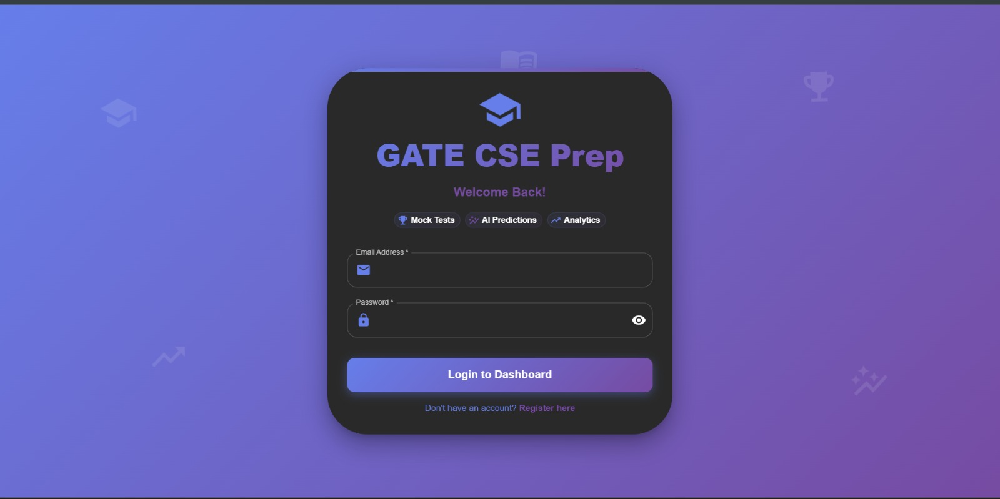 GATE CSE Prep
Welcome Back!
Mock Tests AI Predictions Analytics
Email Address *
Password *
Login to Dashboard
Don't have an account? Register here